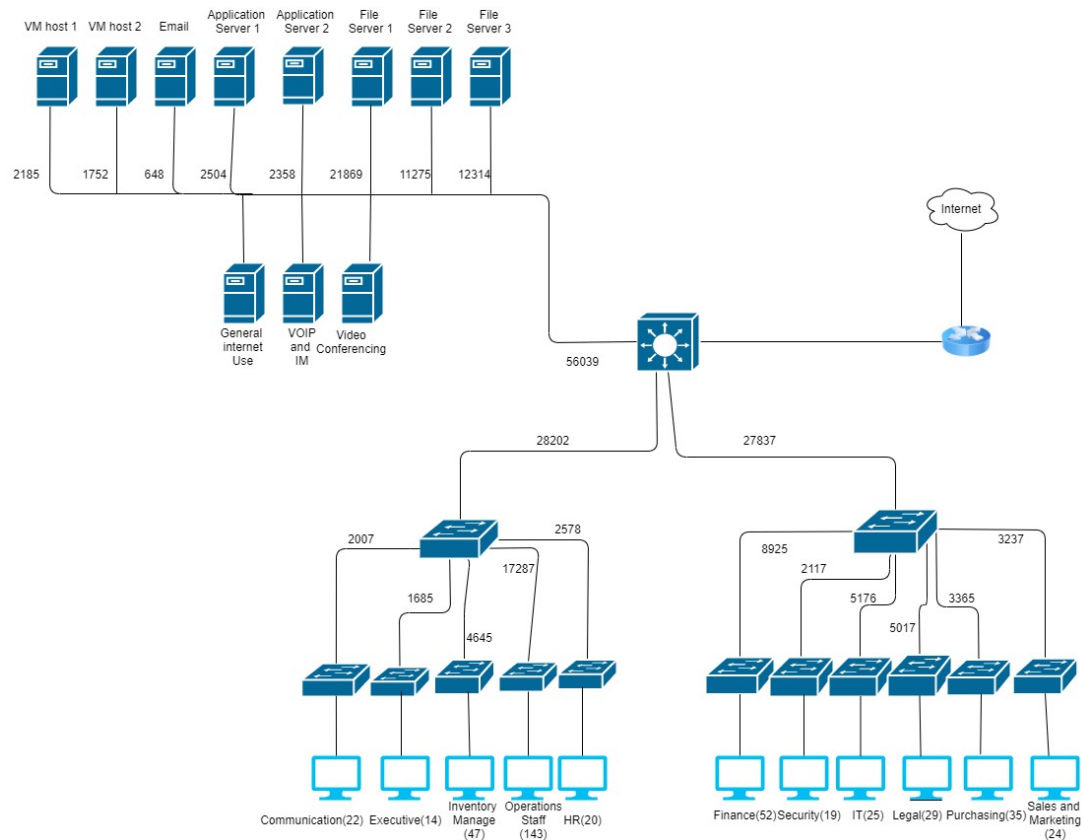 VM host 1
VM host 2
Email
Application
Server 1
Application
Server 2
File
Server 1
File
Server 2
File
Server 3
2185
1752
648
2504
2358
21869
11275
12314
Internet
General
internet
Use
VOIP
and
IM
Video
Conferencing
56039
28202
27837
2007
2578
17287
1685
4645
8925
3237
2117
5176
3365
5017
Communication(22)
Executive(14)
Inventory
Manage
(47)
Operations
Staff
(143)
HR(20)
Finance(52)
Security(19)
IT(25)
Legal(29)
Purchasing(35)
Sales and
Marketing
(24)